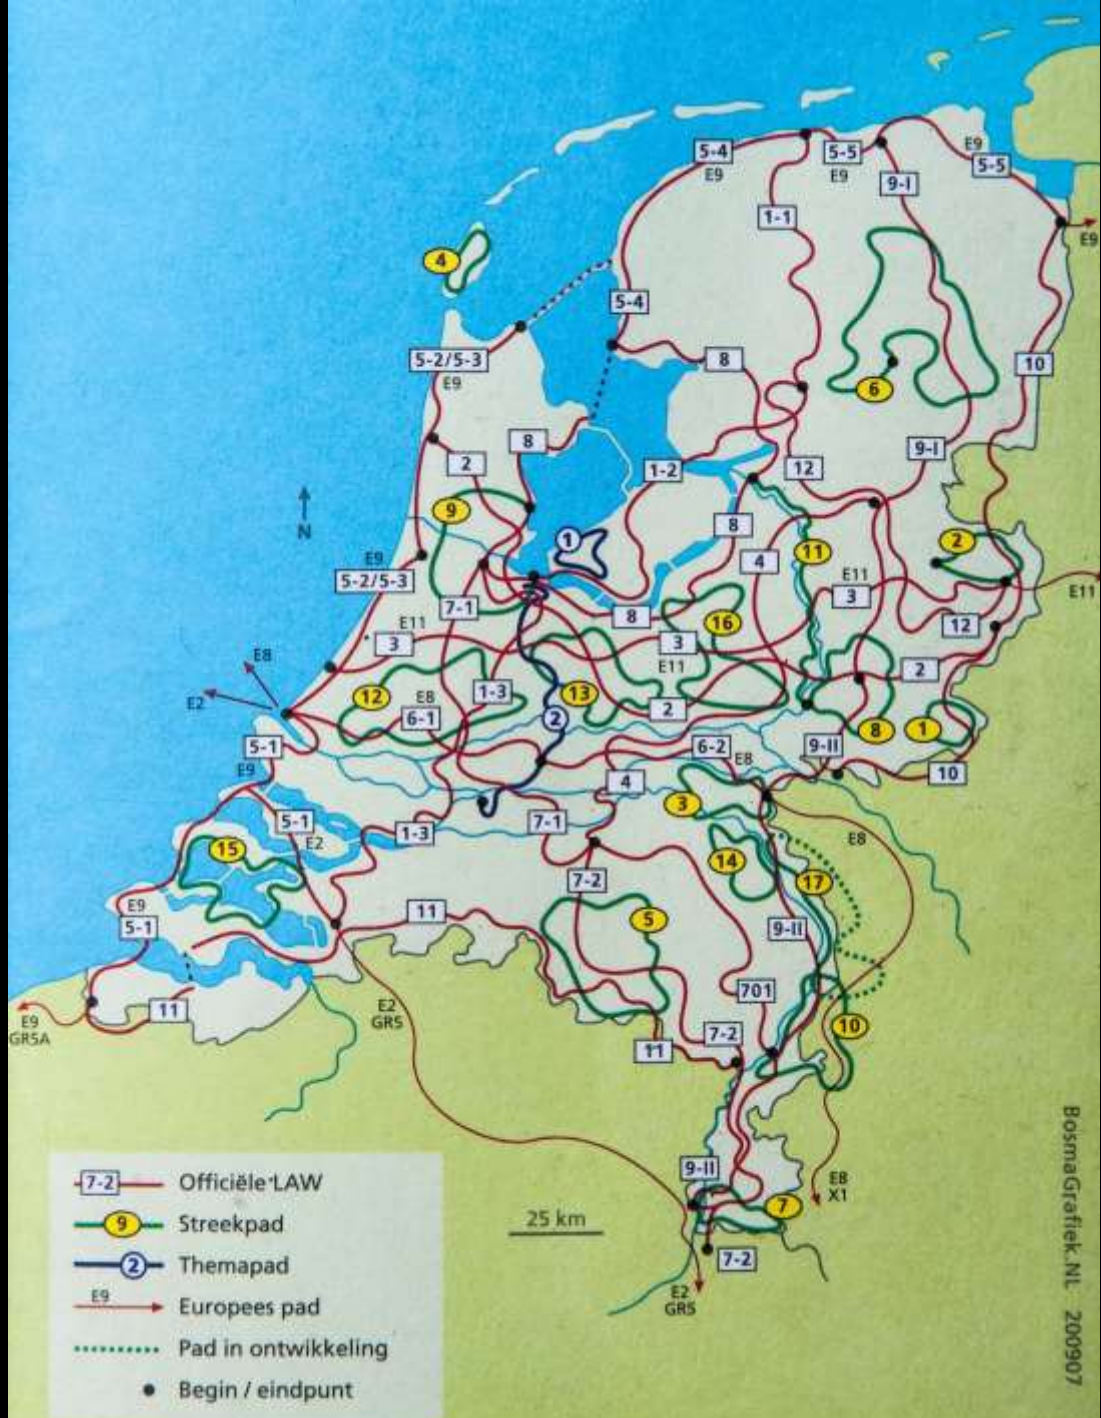 5-4
E9
5-5
E9
E9
5-5
9-I
1-1
E9
4
5-4
5-2/5-3
E9
8
10
6
8
2
9-I
1-2
12
9
N
8
1
2
E9
5-2/5-3
4
11
E11
3
E11
7-1
8
16
12
E11
3
3
E11
2
E8
E2
12
E8
6-1
1-3
13
2
2
8
1
5-1
E9
6-2
E8
9-II
10
4
3
5-1
E2
1-3
7-1
E8
15
14
7-2
17
E9
5-1
11
5
9-II
701
11
E2
GR5
10
E9
GR5A
7-2
11
9-II
E8
X1
7
7-2
E2
GR5
25 km
7-2 Officiële LAW
9 Streekpad
2 Themapad
E9 Europees pad
Pad in ontwikkeling
Begin / eindpunt
BosmaGrafiek.NL 200907